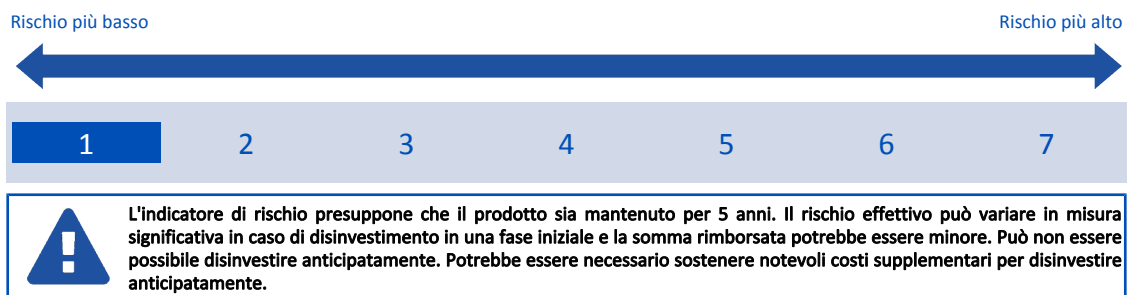 Rischio più basso Rischio più alto
1 2 3 4 5 6 7
L'indicatore di rischio presuppone che il prodotto sia mantenuto per 5 anni. Il rischio effettivo può variare in misura
significativa in caso di disinvestimento in una fase iniziale e la somma rimborsata potrebbe essere minore. Può non essere
possibile disinvestire anticipatamente. Potrebbe essere necessario sostenere notevoli costi supplementari per disinvestire
anticipatamente.